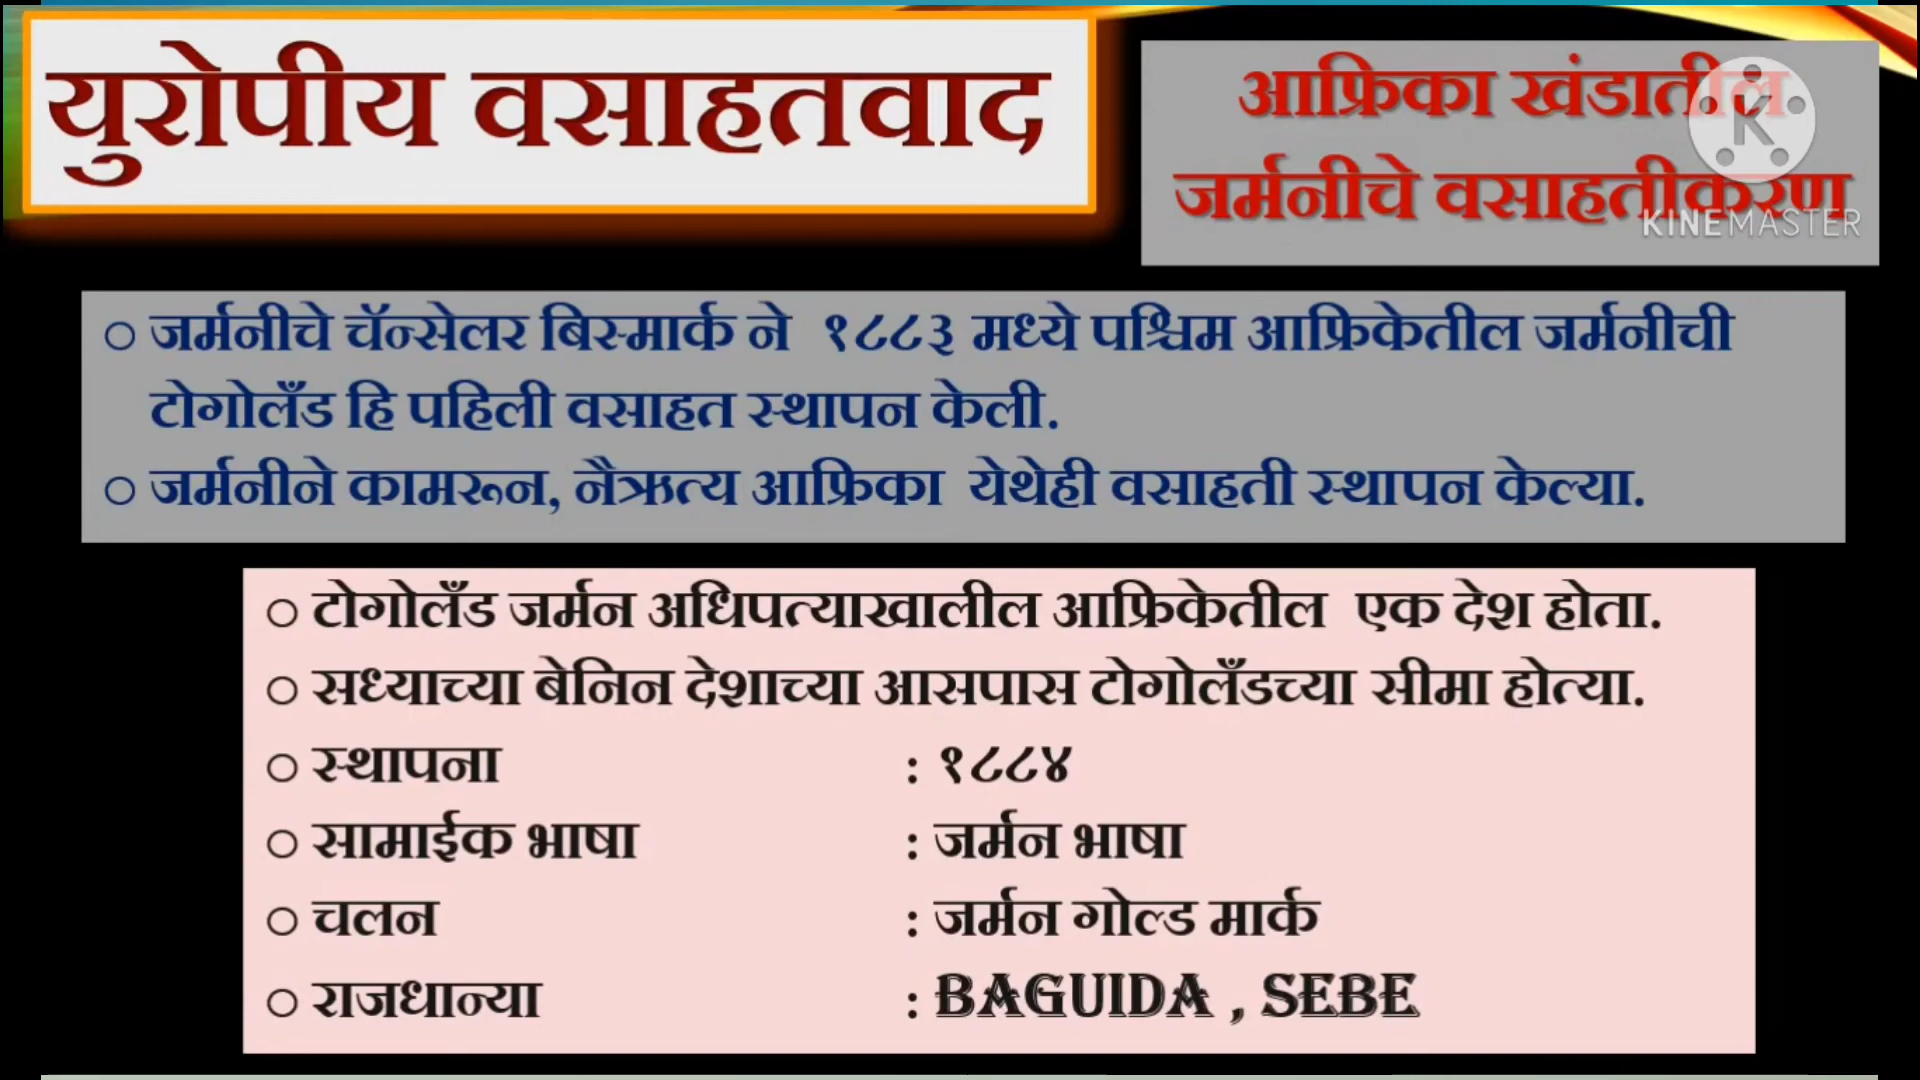 युरोपीय वसाहतवाद
आफ्रिका खंडातील
जर्मनीचे वसाहतीकरण
K
KINEMASTER
○ जर्मनीचे चॅन्सेलर बिस्मार्क ने १८८३ मध्ये पश्चिम आफ्रिकेतील जर्मनीची
टोगोलँड हि पहिली वसाहत स्थापन केली.
○ जर्मनीने कामरून, नैऋत्य आफ्रिका येथेही वसाहती स्थापन केल्या.
○ टोगोलँड जर्मन अधिपत्याखालील आफ्रिकेतील एक देश होता.
○ सध्याच्या बेनिन देशाच्या आसपास टोगोलँडच्या सीमा होत्या.
○ स्थापना : १८८४
○ सामाईक भाषा : जर्मन भाषा
○ चलन : जर्मन गोल्ड मार्क
○ राजधान्या : BAGUIDA , SEBE